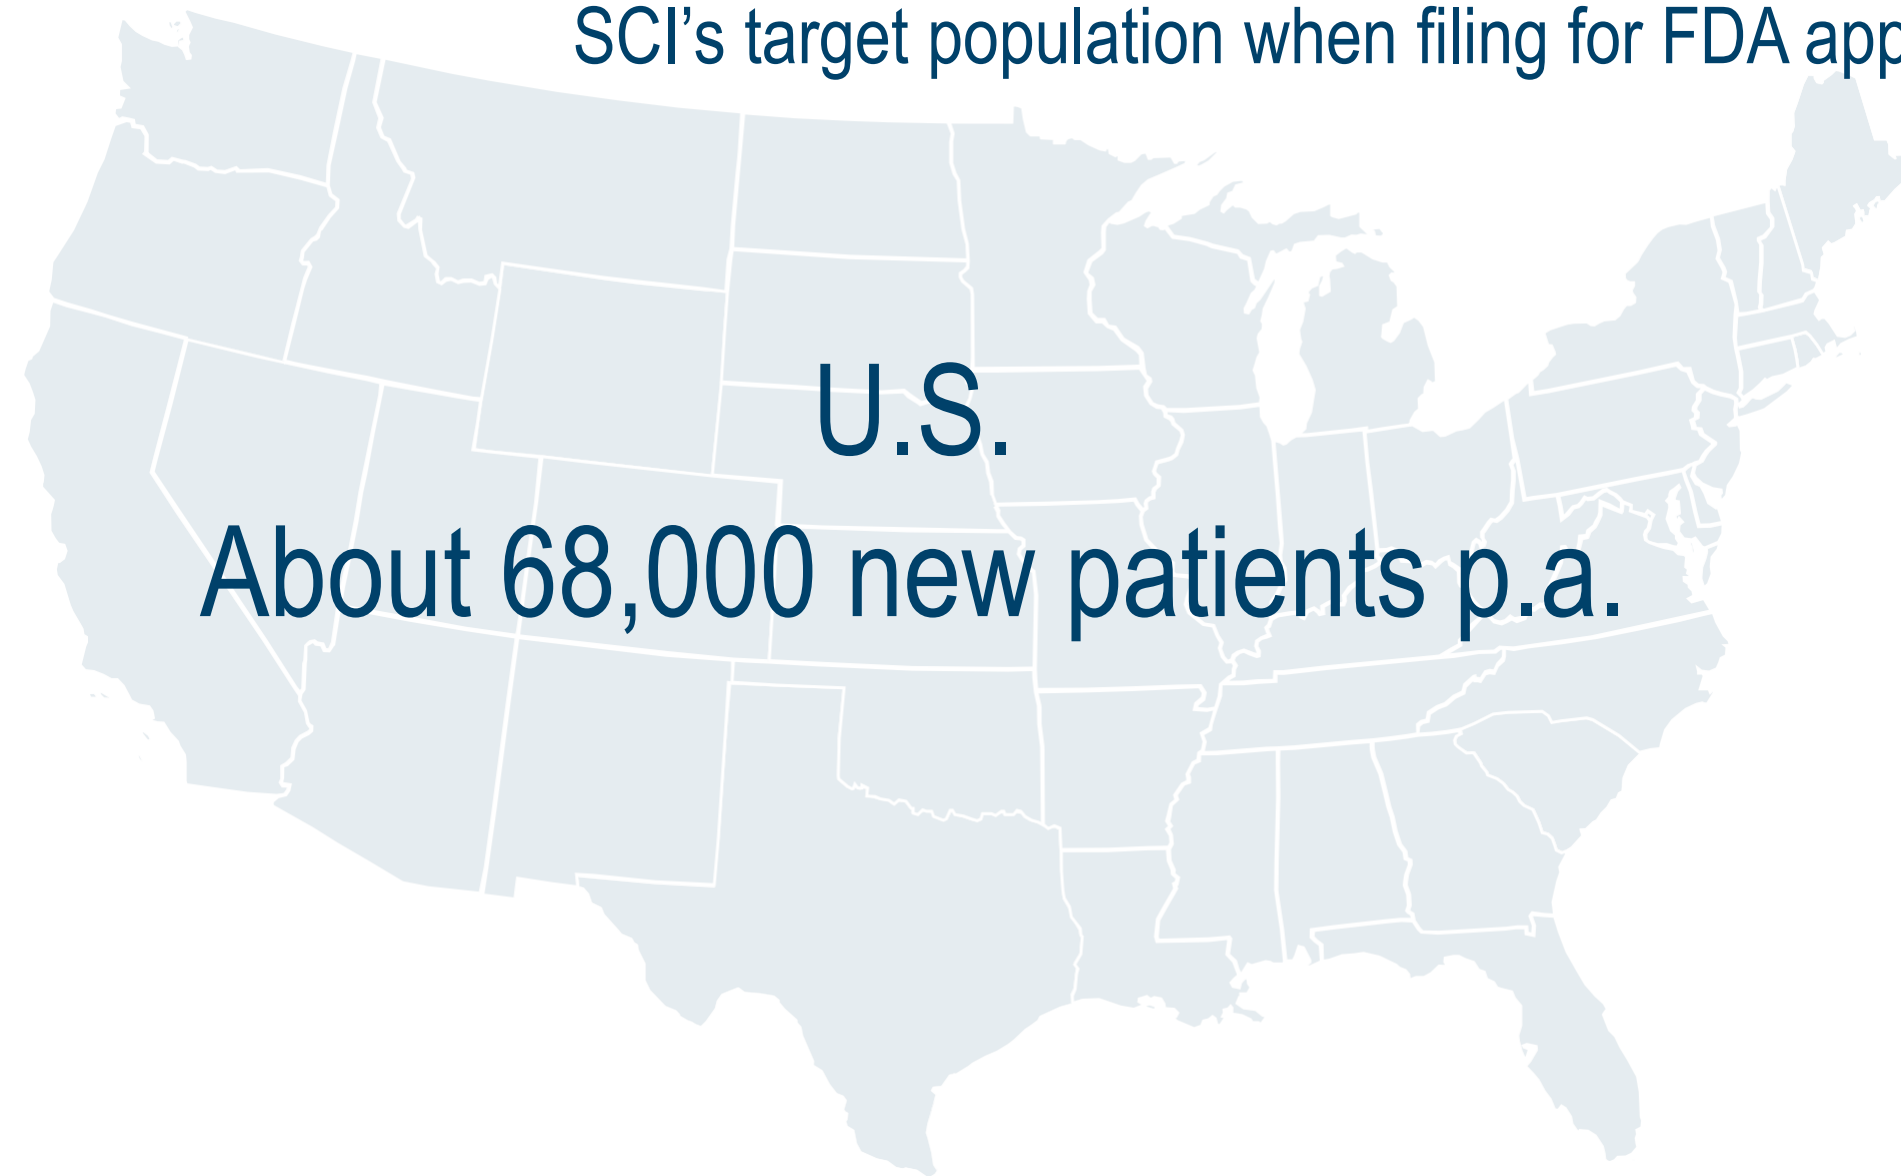 SCI's target population when filing for FDA app
U.S.
About 68,000 new patients p.a.